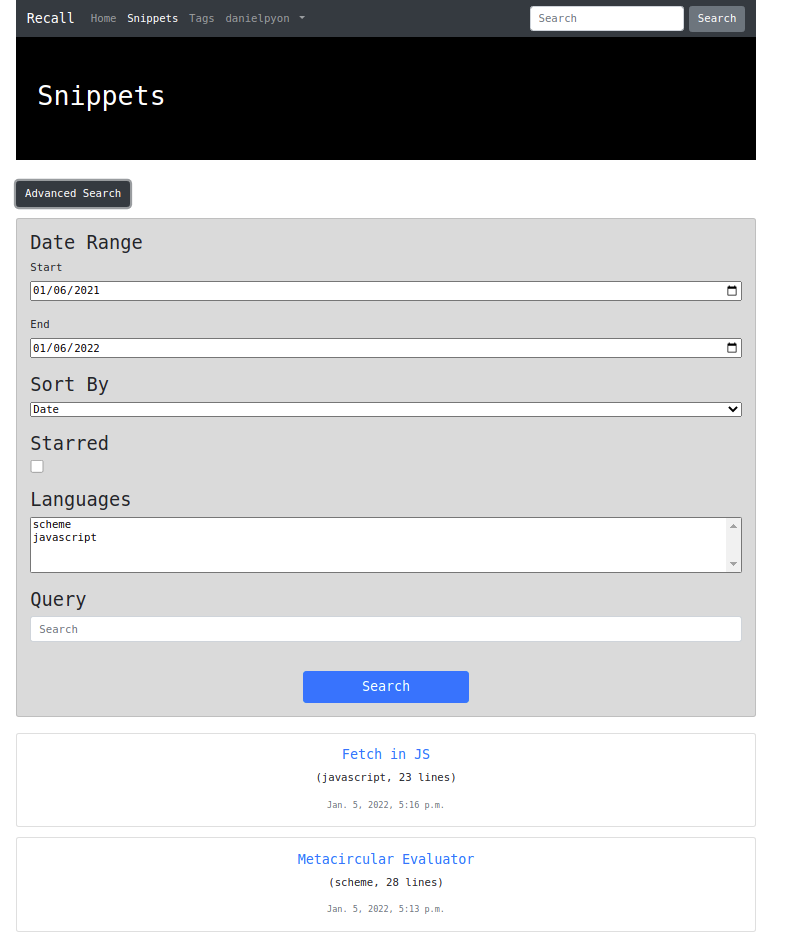 Recall Home Snippets Tags danielpyon Search Search
Snippets
Advanced Search
Date Range
Start
01/06/2021
End
01/06/2022
Sort By
Date
Starred
Languages
scheme
javascript
Query
Search
Search
Fetch in JS
(javascript, 23 lines)
Jan. 5, 2022, 5:16 p.m.
Metacircular Evaluator
(scheme, 28 lines)
Jan. 5, 2022, 5:13 p.m.